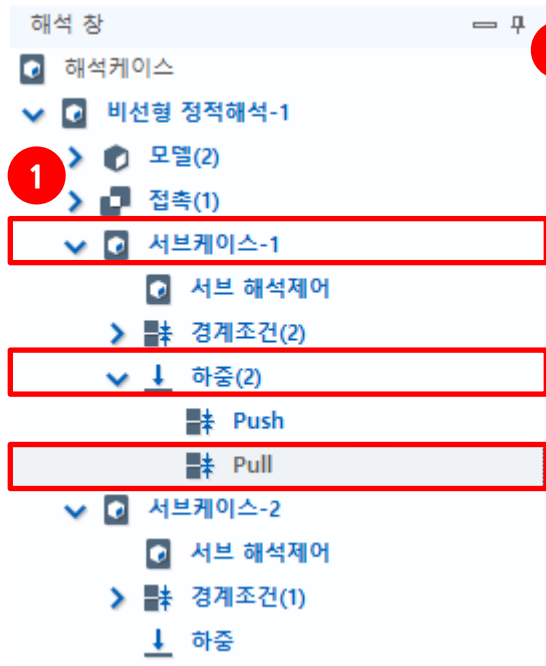 해석 창
해석케이스
비선형 정적해석-1
모델(2)
1
접촉(1)
서브케이스-1
서브 해석제어
경계조건(2)
하중(2)
Push
Pull
서브케이스-2
서브 해석제어
경계조건(1)
하중